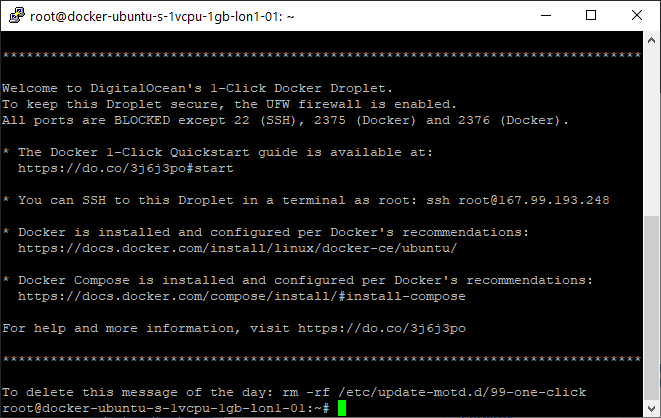 root@docker-ubuntu-s-1vcpu-1gb-lon1-01: ~
********************************************************************************
Welcome to DigitalOcean's 1-Click Docker Droplet.
To keep this Droplet secure, the UFW firewall is enabled.
All ports are BLOCKED except 22 (SSH), 2375 (Docker) and 2376 (Docker).
* The Docker 1-Click Quickstart guide is available at:
https://do.co/3j6j3po#start
* You can SSH to this Droplet in a terminal as root: ssh root@167.99.193.248
* Docker is installed and configured per Docker's recommendations:
https://docs.docker.com/install/linux/docker-ce/ubuntu/
* Docker Compose is installed and configured per Docker's recommendations:
https://docs.docker.com/compose/install/#install-compose
For help and more information, visit https://do.co/3j6j3po
********************************************************************************
To delete this message of the day: rm -rf /etc/update-motd.d/99-one-click
root@docker-ubuntu-s-1vcpu-1gb-lon1-01:~#